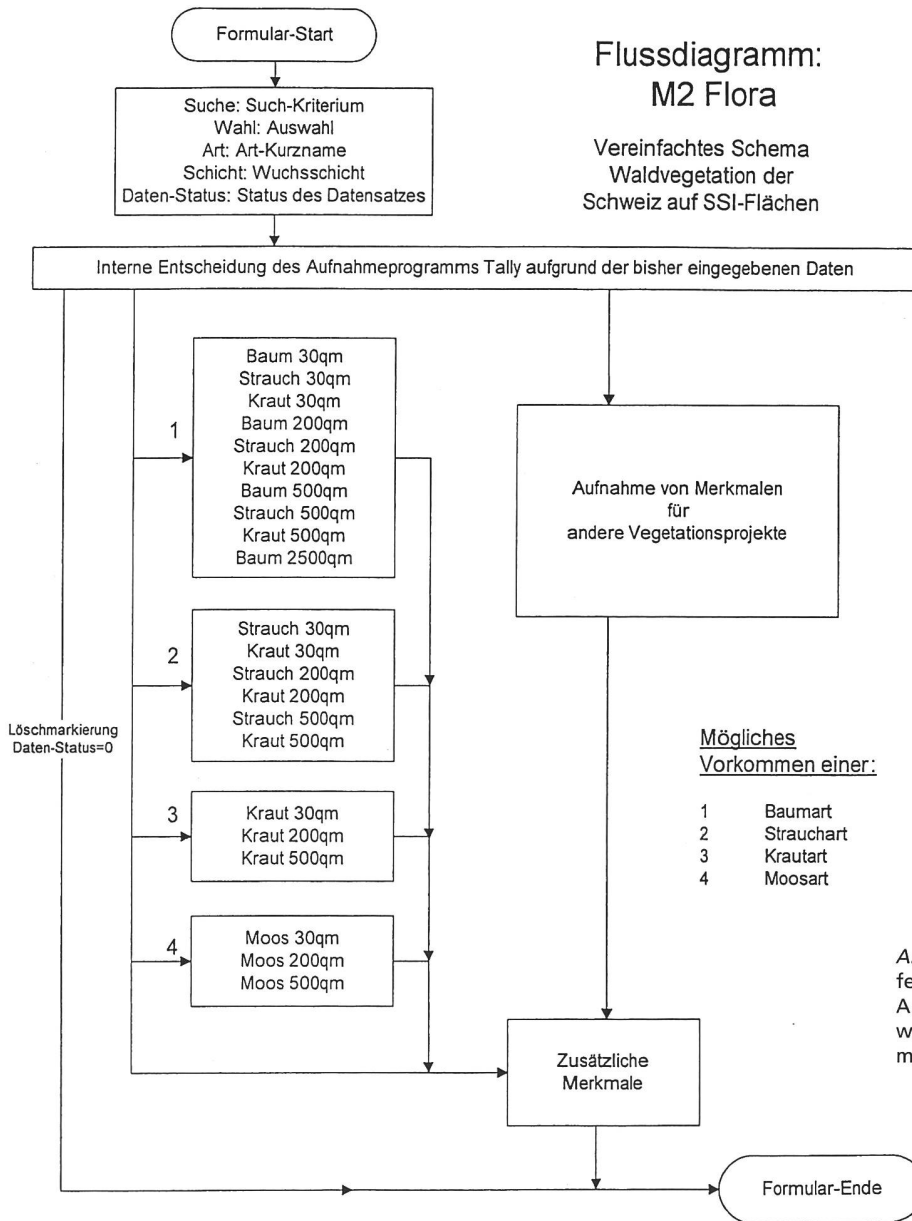 Formular-Start
Flussdiagramm:
M2 Flora
Vereinfachtes Schema
Waldvegetation der
Schweiz auf SSI-Flächen
Suche: Such-Kriterium
Wahl: Auswahl
Art: Art-Kurzname
Schicht: Wuchsschicht
Daten-Status: Status des Datensatzes
Interne Entscheidung des Aufnahmeprogramms Tally aufgrund der bisher eingegebenen Daten
1
Baum 30qm
Strauch 30qm
Kraut 30qm
Baum 200qm
Strauch 200qm
Kraut 200qm
Baum 500qm
Strauch 500qm
Kraut 500qm
Baum 2500qm
Aufnahme von Merkmalen
für
andere Vegetationsprojekte
2
Strauch 30qm
Kraut 30qm
Strauch 200qm
Kraut 200qm
Strauch 500qm
Kraut 500qm
Löschmarkierung
Daten-Status=0
3
Kraut 30qm
Kraut 200qm
Kraut 500qm
4
Moos 30qm
Moos 200qm
Moos 500qm
Mögliches
Vorkommen einer:
1 Baumart
2 Strauchart
3 Krautart
4 Moosart
Zusätzliche
Merkmale
Formular-Ende